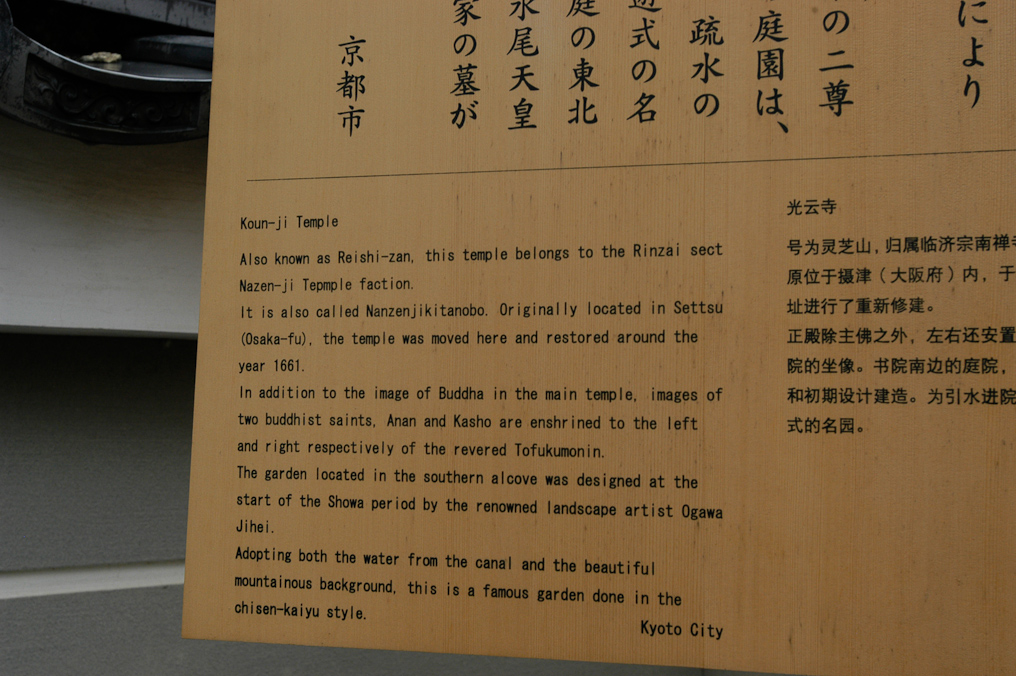 により
の二尊
庭園は、
疏水の
遊式の名
庭の東北
水尾天皇
家の墓が
京都市
Koun-ji Temple
Also known as Reishi-zan, this temple belongs to the Rinzai sect
Nazen-ji Tepmple faction.
It is also called Nanzenjikitanobo. Originally located in Settsu
(Osaka-fu), the temple was moved here and restored around the
year 1661.
In addition to the image of Buddha in the main temple, images of
two buddhist saints, Anan and Kasho are enshrined to the left
and right respectively of the revered Tofukumonin.
The garden located in the southern alcove was designed at the
start of the Showa period by the renowned landscape artist Ogawa
Jihei.
Adopting both the water from the canal and the beautiful
mountainous background, this is a famous garden done in the
chisen-kaiyu style.
Kyoto City
光云寺
号为灵芝山，归属临济宗南禅寺
原位于摄津（大阪府）内，于
址进行了重新修建。
正殿除主佛之外，左右还安置
院的坐像。书院南边的庭院，
和初期设计建造。为引水进院
式的名园。